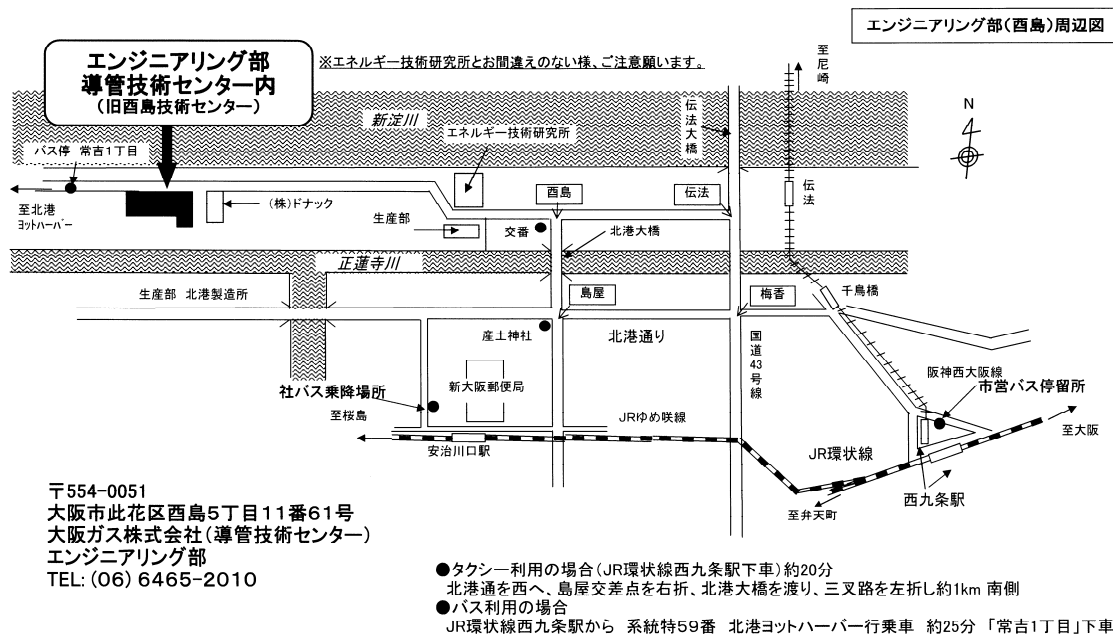 エンジニアリング部(酉島)周辺図
エンジニアリング部
導管技術センター内
(旧酉島技術センター)
※エネルギー技術研究所とお間違えのない様、ご注意願います。
至尼崎
新淀川
エネルギー技術研究所
伝法大橋
N
バス停 常吉1丁目
至北港
ヨットハーバー
(株)ドナック
酉島
伝法
伝法
生産部
交番
北港大橋
正蓮寺川
生産部 北港製造所
島屋
梅香
千鳥橋
産土神社
北港通り
国道43号線
新大阪郵便局
阪神西大阪線
市営バス停留所
社バス乗降場所
至桜島
JRゆめ咲線
至大阪
安治川口駅
JR環状線
西九条駅
至弁天町
〒554-0051
大阪市此花区酉島5丁目11番61号
大阪ガス株式会社(導管技術センター)
エンジニアリング部
TEL:(06)6465-2010
●タクシー利用の場合(JR環状線西九条駅下車)約20分
北港通を西へ、島屋交差点を右折、北港大橋を渡り、三叉路を左折し約1km 南側
●バス利用の場合
JR環状線西九条駅から 系統特59番 北港ヨットハーバー行乗車 約25分 「常吉1丁目」下車